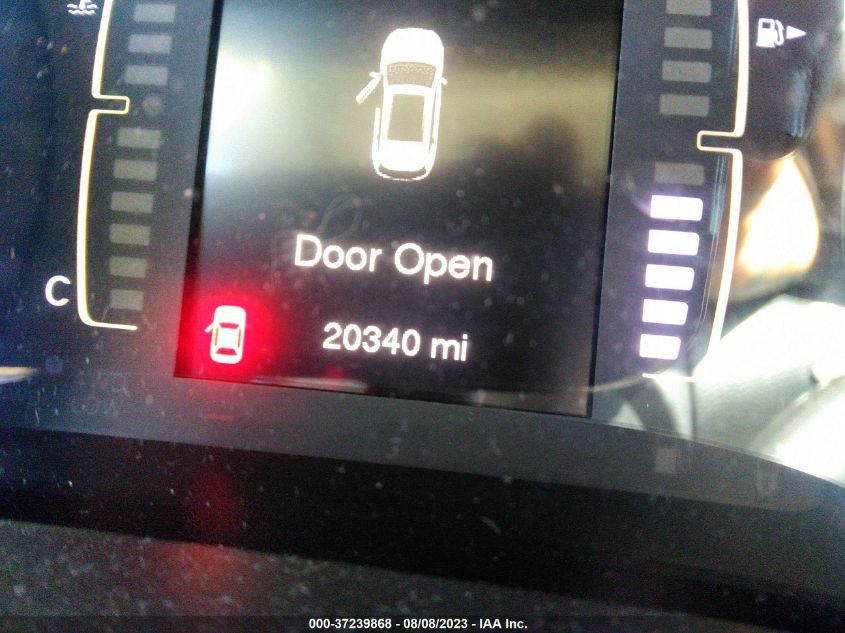 Door Open
C
20340 mi
000-37239868 - 08/08/2023 - IAA Inc.